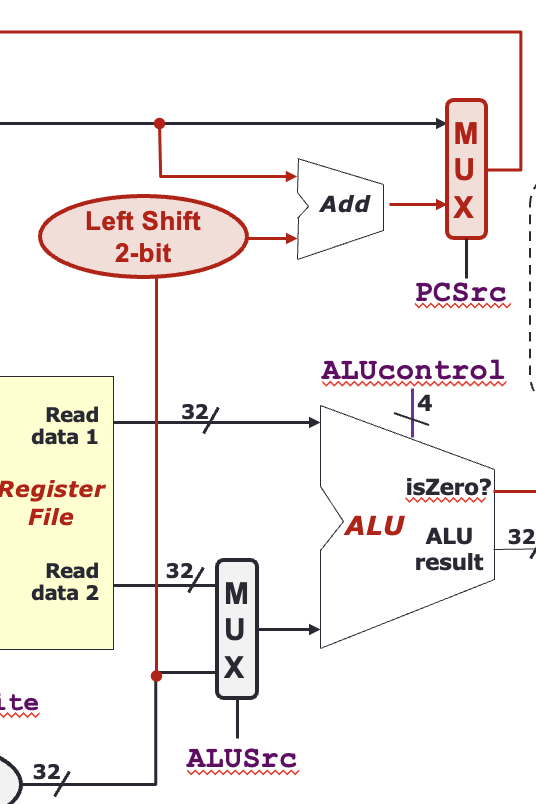 M
U
X
Add
Left Shift
2-bit
PCSrc
ALUcontrol
4
Read
data 1
32
Register
File
isZero?
ALU
ALU
result
32
Read
data 2
32
M
U
X
ite
ALUSrc
32